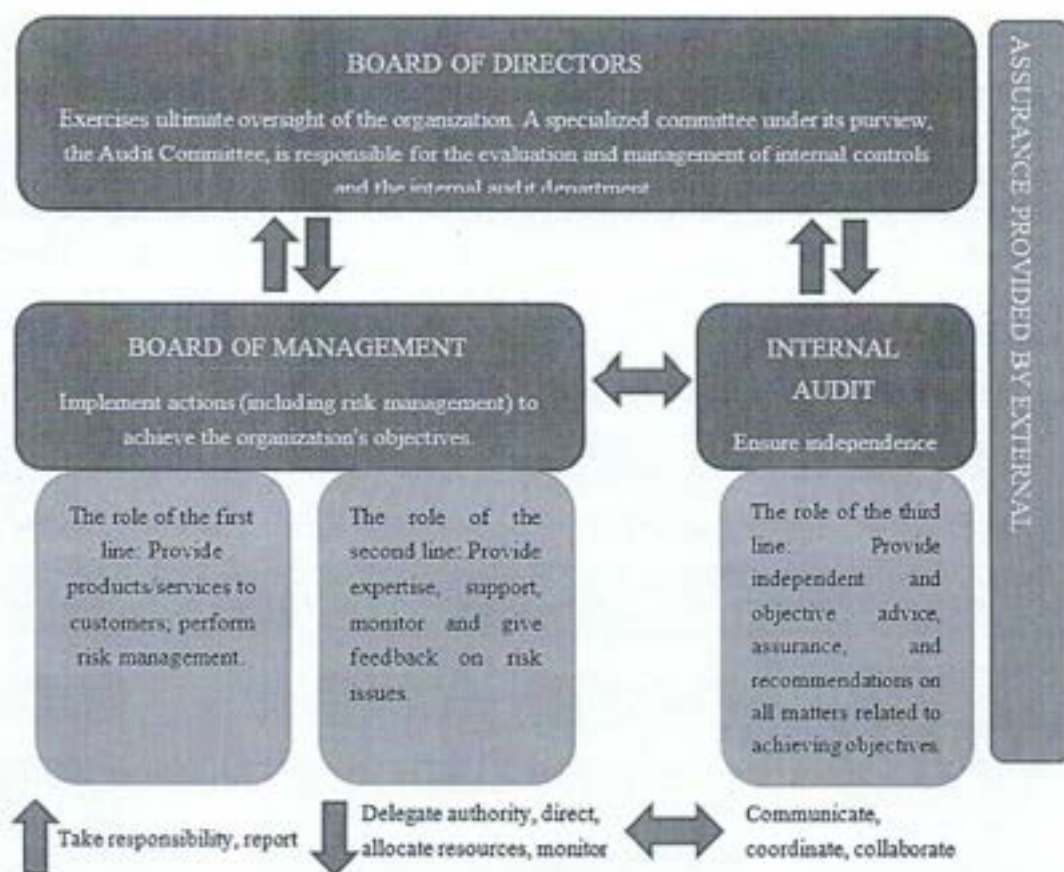 BOARD OF DIRECTORS
Exercises ultimate oversight of the organization. A specialized committee under its purview,
the Audit Committee, is responsible for the evaluation and management of internal controls
and the internal audit department
ASSURANCE PROVIDED BY EXTERNAL
BOARD OF MANAGEMENT
Implement actions (including risk management) to
achieve the organization's objectives.
INTERNAL
AUDIT
Ensure independence
The role of the first
line: Provide
products/services to
customers; perform
risk management.
The role of the
second line: Provide
expertise, support,
monitor and give
feedback on risk
issues.
The role of the third
line: Provide
independent and
objective advice,
assurance, and
recommendations on
all matters related to
achieving objectives.
Take responsibility, report
Delegate authority, direct,
allocate resources, monitor
Communicate,
coordinate, collaborate